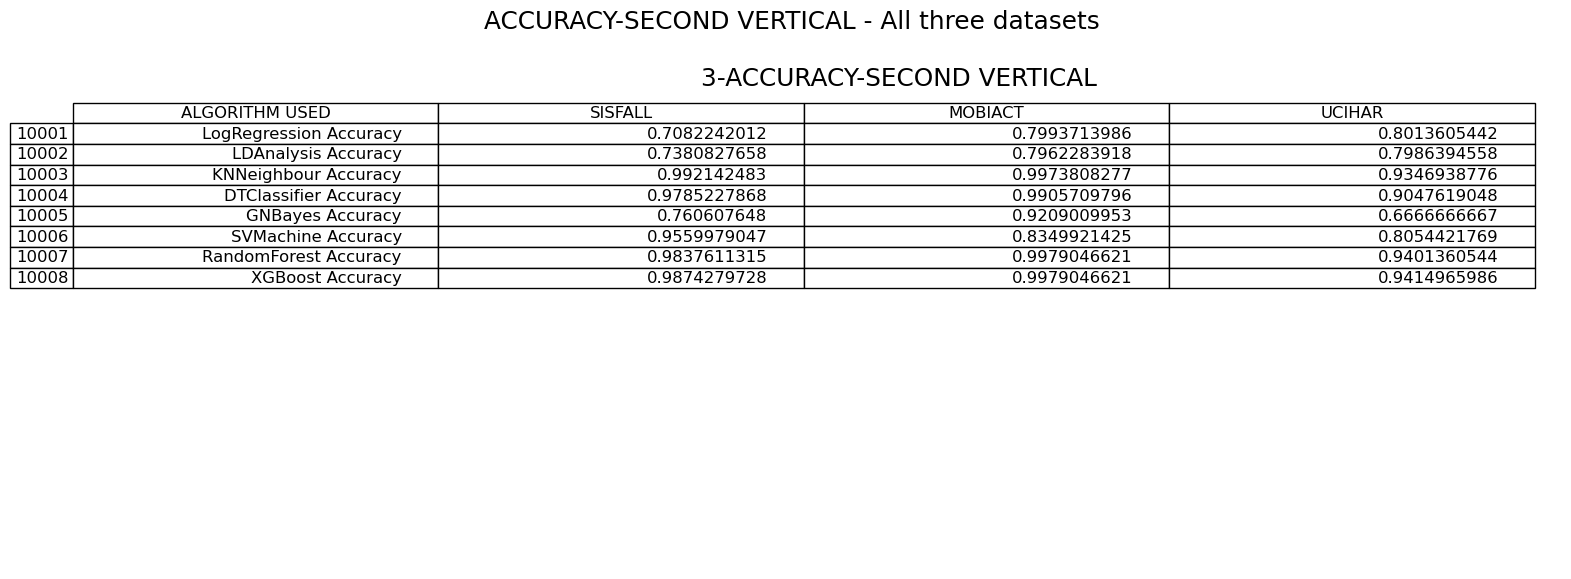 ACCURACY-SECOND VERTICAL - All three datasets
3-ACCURACY-SECOND VERTICAL
ALGORITHM USED SISFALL MOBIACT UCIHAR
10001 LogRegression Accuracy 0.7082242012 0.7993713986 0.8013605442
10002 LDAnalysis Accuracy 0.7380827658 0.7962283918 0.7986394558
10003 KNNeighbour Accuracy 0.992142483 0.9973808277 0.9346938776
10004 DTClassifier Accuracy 0.9785227868 0.9905709796 0.9047619048
10005 GNBayes Accuracy 0.760607648 0.9209009953 0.6666666667
10006 SVMachine Accuracy 0.9559979047 0.8349921425 0.8054421769
10007 RandomForest Accuracy 0.9837611315 0.9979046621 0.9401360544
10008 XGBoost Accuracy 0.9874279728 0.9979046621 0.9414965986